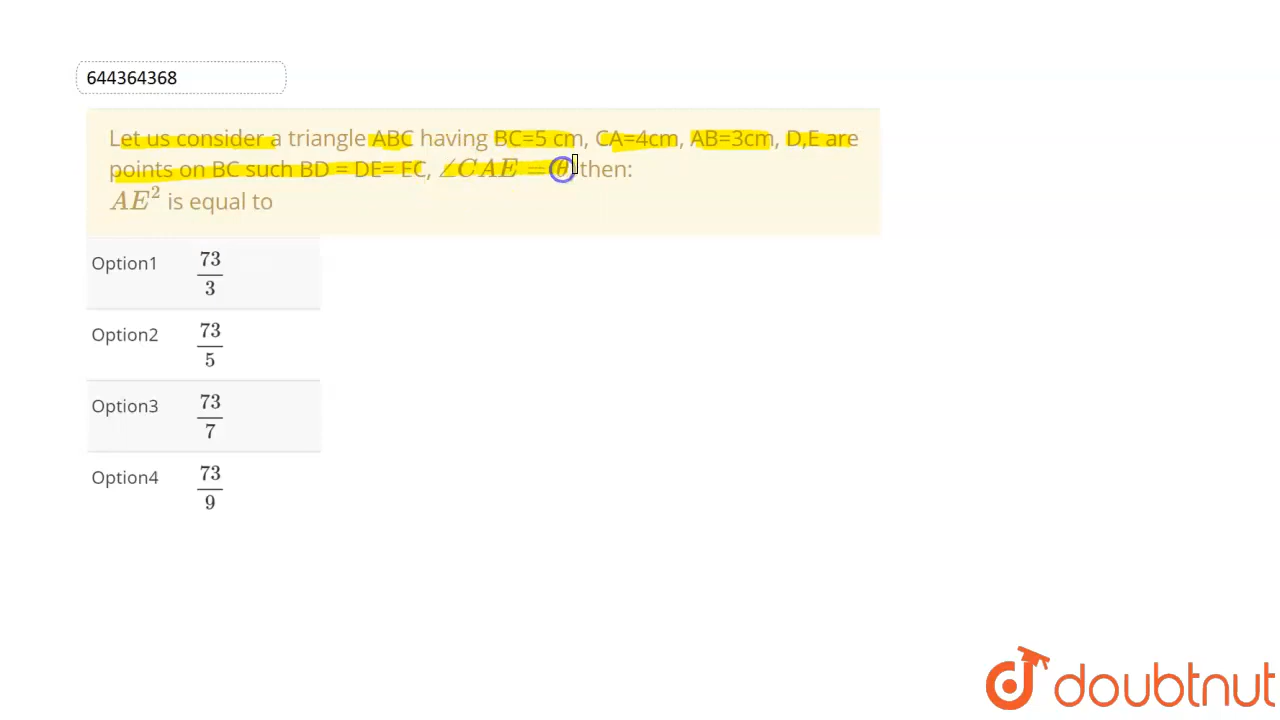 644364368
Let us consider a triangle ABC having BC=5 cm, CA=4cm, AB=3cm, D,E are
points on BC such BD = DE= EC, ∠CAE = θ, then:
AE² is equal to
Option1 73/3
Option2 73/5
Option3 73/7
Option4 73/9
doubtnut